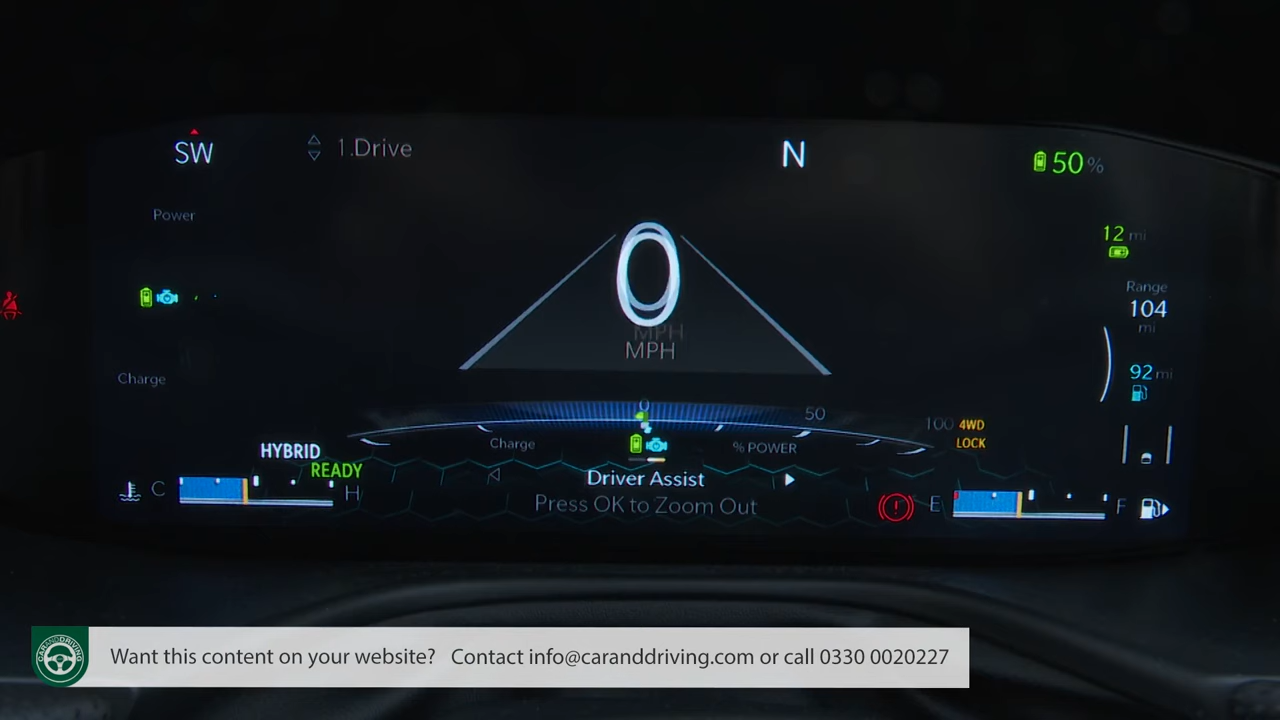 SW
1.Drive
N
50%
Power
12 mi
Range
104
mi
0
MPH
MPH
92 mi
Charge
0
50
100
4WD
LOCK
Charge
% POWER
HYBRID
READY
Driver Assist
Press OK to Zoom Out
C
H
E
F
CARANDDRIVING
Want this content on your website? Contact info@caranddriving.com or call 0330 0020227